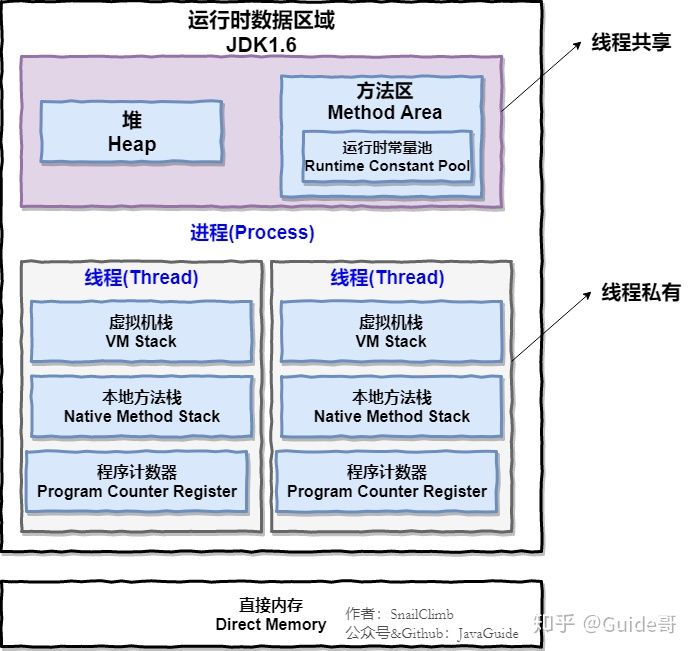 运行时数据区域
JDK1.6
线程共享
堆
Heap
方法区
Method Area
运行时常量池
Runtime Constant Pool
进程(Process)
线程(Thread)
虚拟机栈
VM Stack
本地方法栈
Native Method Stack
程序计数器
Program Counter Register
线程(Thread)
虚拟机栈
VM Stack
本地方法栈
Native Method Stack
程序计数器
Program Counter Register
线程私有
直接内存
Direct Memory
作者：SnailClimb
公众号&Github：JavaGuide
知乎 @Guide哥